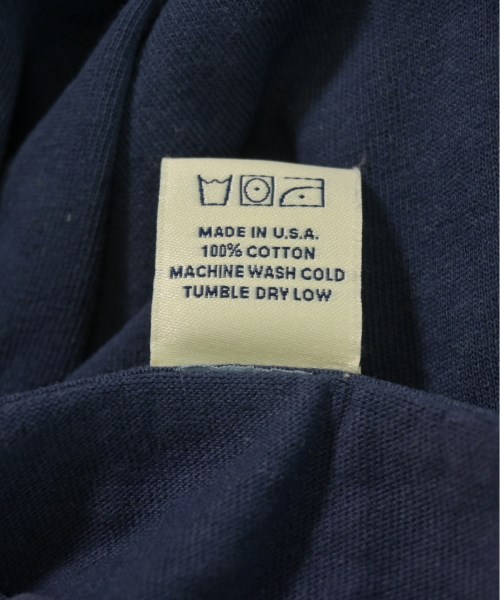 MADE IN U.S.A.
100% COTTON
MACHINE WASH COLD
TUMBLE DRY LOW